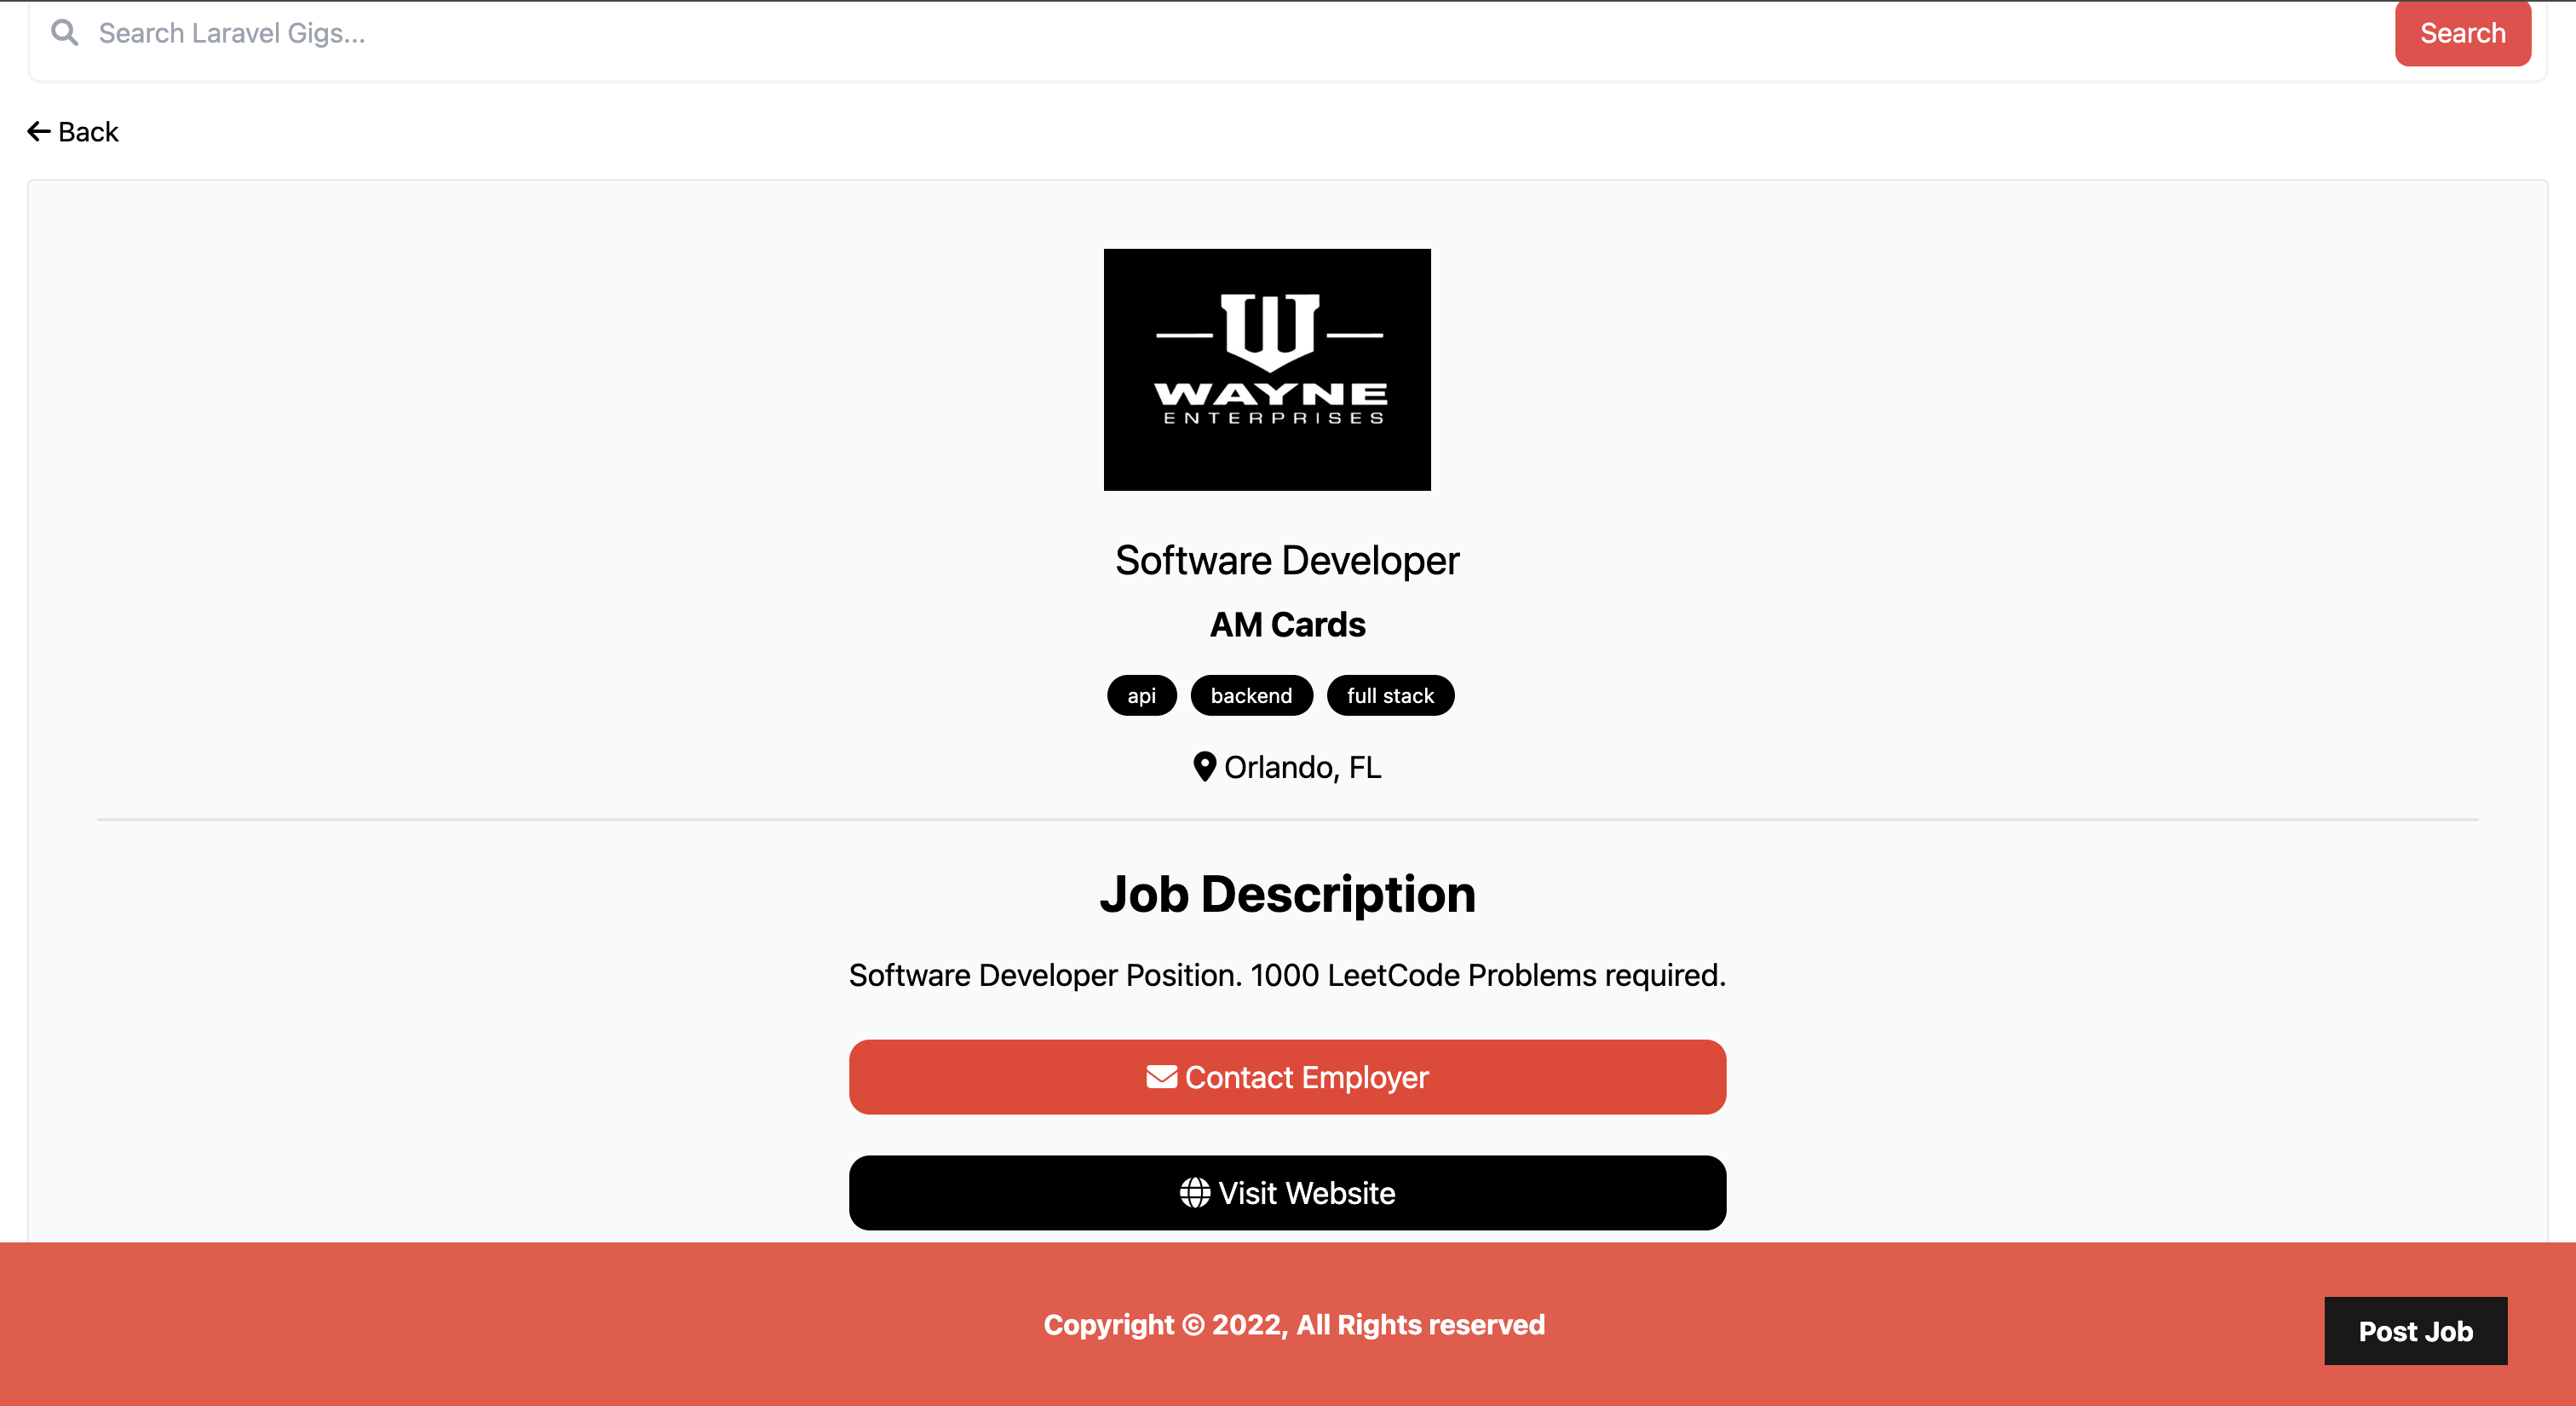 Search Laravel Gigs...
Search
Back
WAYNE
ENTERPRISES
Software Developer
AM Cards
api backend full stack
Orlando, FL
Job Description
Software Developer Position. 1000 LeetCode Problems required.
Contact Employer
Visit Website
Copyright © 2022, All Rights reserved
Post Job